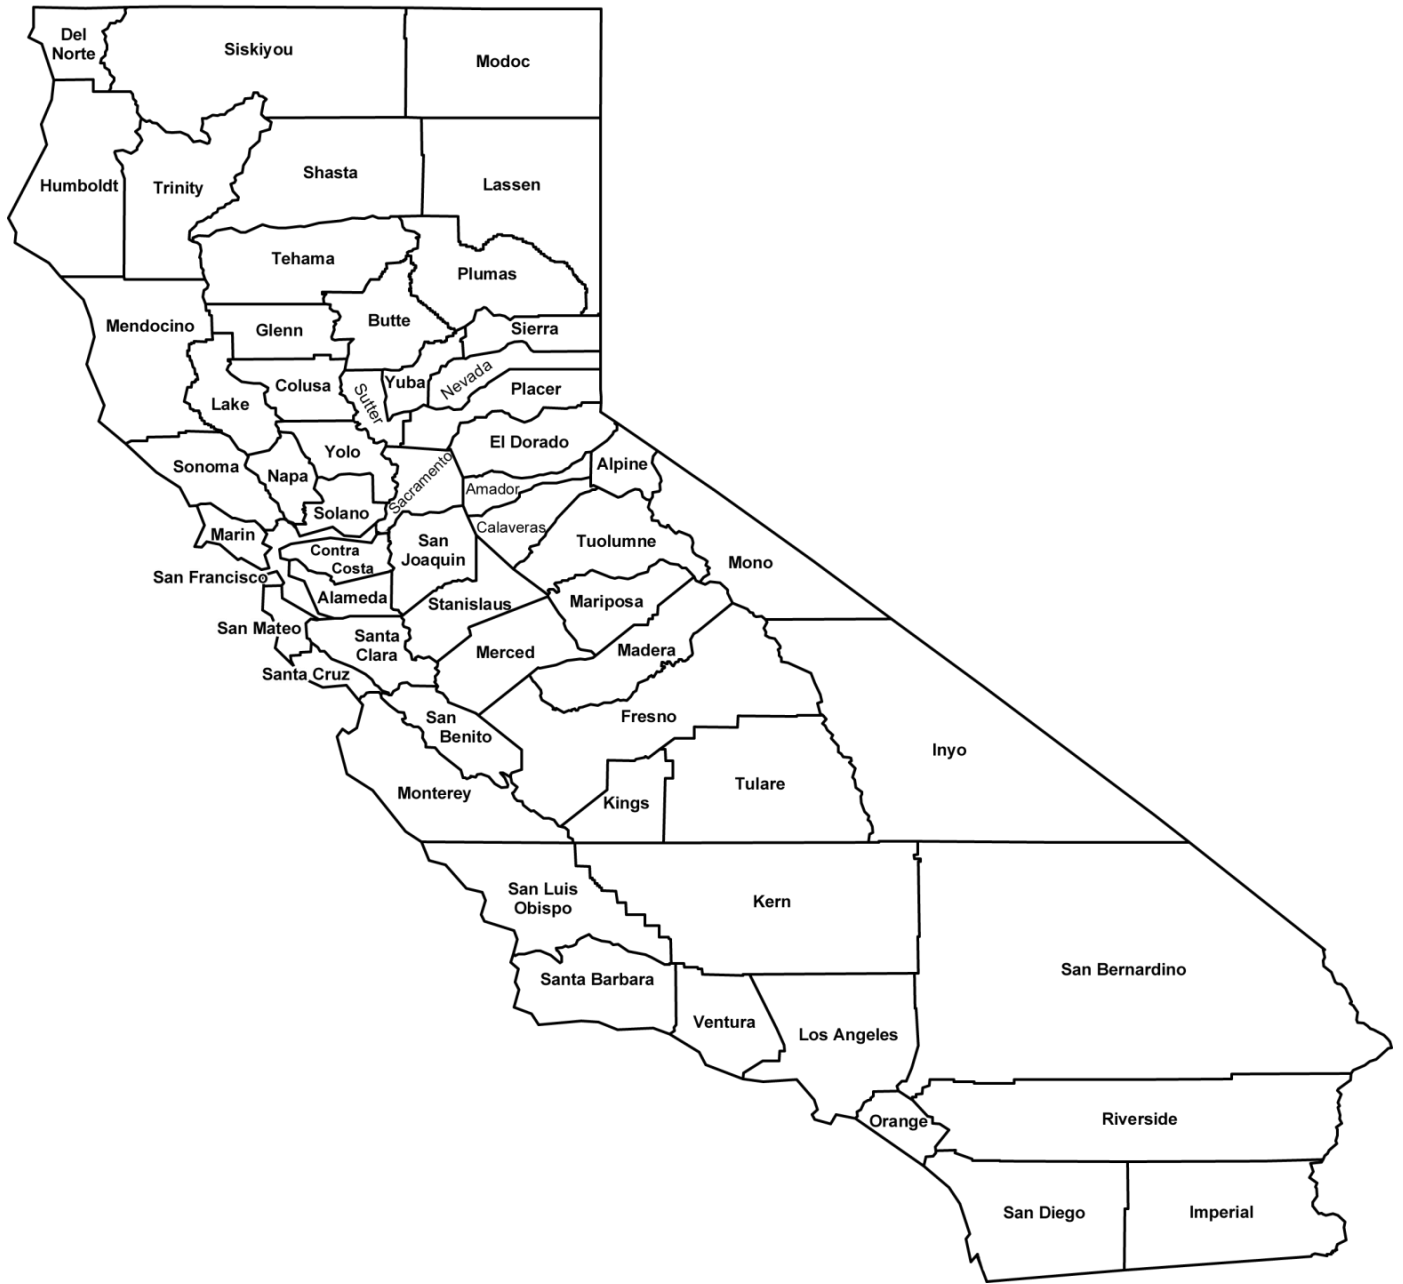 Del
Norte
Siskiyou
Modoc
Humboldt
Trinity
Shasta
Lassen
Tehama
Plumas
Mendocino
Glenn
Butte
Sierra
Lake
Colusa
Sutter
Yuba
Nevada
Placer
Sonoma
Napa
Yolo
Sacramento
El Dorado
Alpine
Solano
Amador
Marin
Contra
Costa
San
Joaquin
Calaveras
Tuolumne
Mono
San Francisco
Alameda
Stanislaus
Mariposa
San Mateo
Santa
Clara
Merced
Madera
Santa Cruz
San
Benito
Fresno
Inyo
Monterey
Kings
Tulare
San Luis
Obispo
Kern
Santa Barbara
San Bernardino
Ventura
Los Angeles
Orange
Riverside
San Diego
Imperial